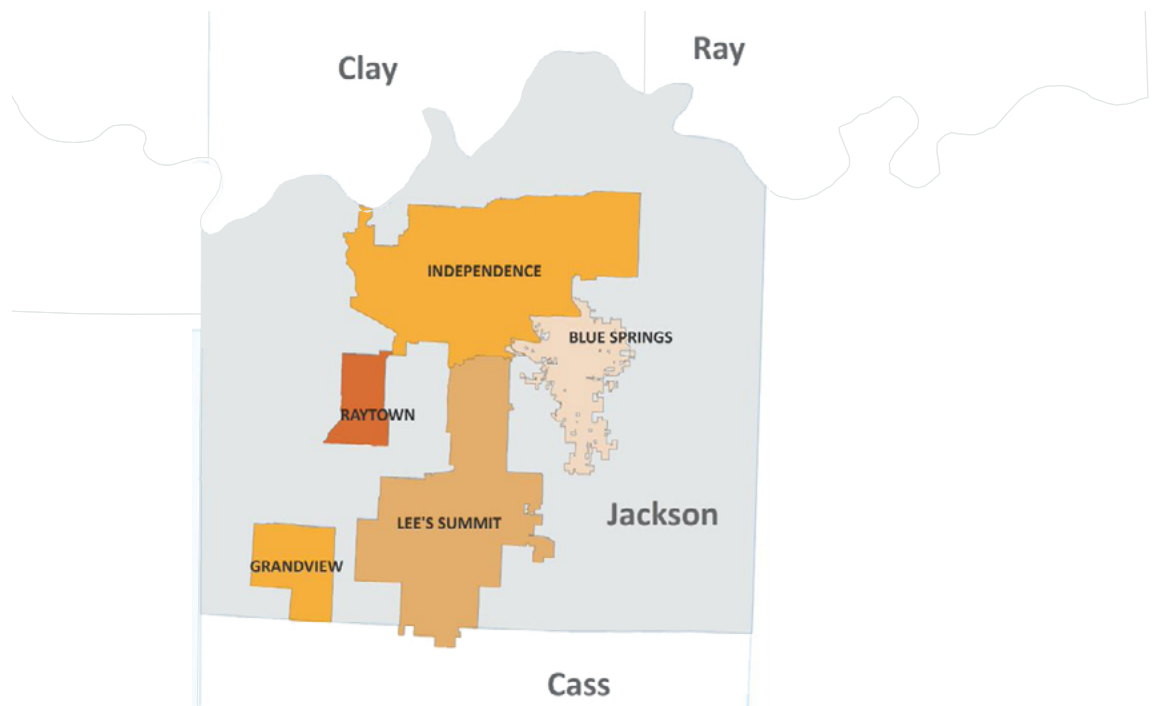 Clay
Ray
INDEPENDENCE
BLUE SPRINGS
RAYTOWN
Jackson
LEE'S SUMMIT
GRANDVIEW
Cass